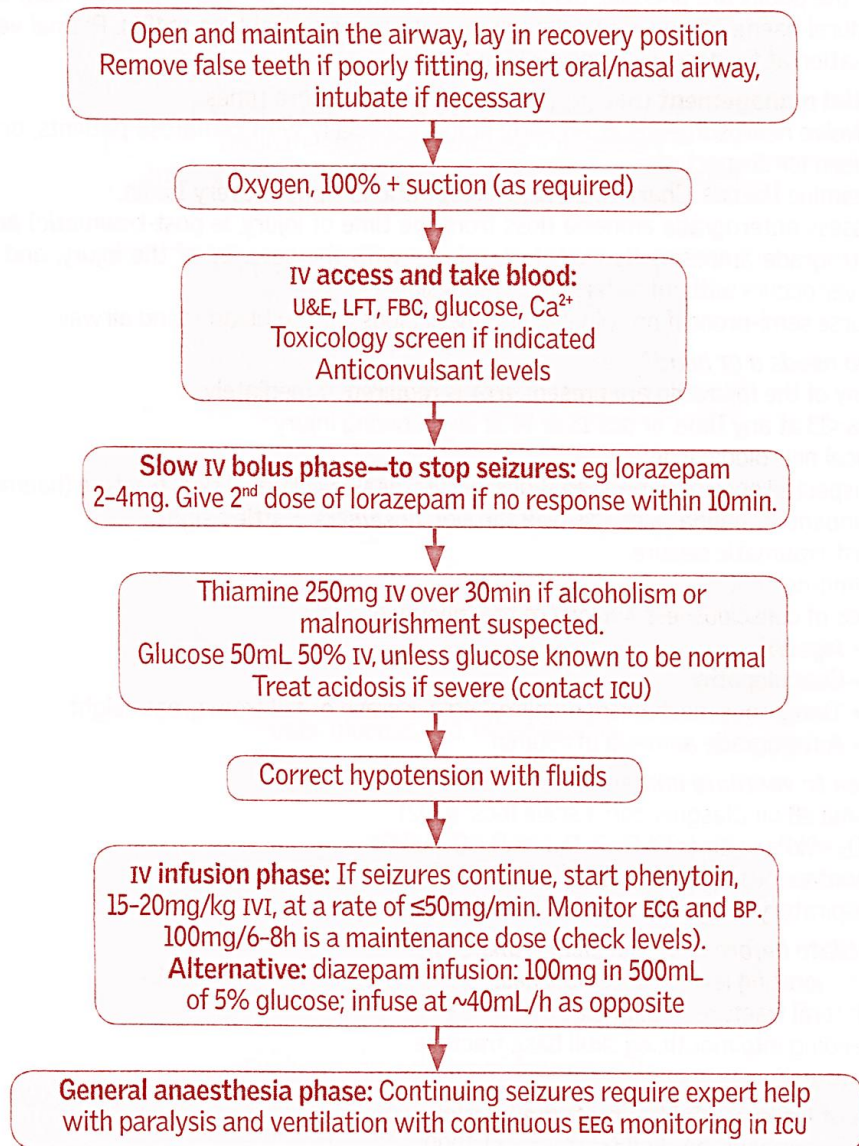 Open and maintain the airway, lay in recovery position
Remove false teeth if poorly fitting, insert oral/nasal airway,
intubate if necessary
Oxygen, 100% + suction (as required)
IV access and take blood:
U&E, LFT, FBC, glucose, Ca²⁺
Toxicology screen if indicated
Anticonvulsant levels
Slow IV bolus phase—to stop seizures: eg lorazepam
2–4mg. Give 2nd dose of lorazepam if no response within 10min.
Thiamine 250mg IV over 30min if alcoholism or
malnourishment suspected.
Glucose 50mL 50% IV, unless glucose known to be normal
Treat acidosis if severe (contact ICU)
Correct hypotension with fluids
IV infusion phase: If seizures continue, start phenytoin,
15–20mg/kg IVI, at a rate of ≤50mg/min. Monitor ECG and BP.
100mg/6–8h is a maintenance dose (check levels).
Alternative: diazepam infusion: 100mg in 500mL
of 5% glucose; infuse at ~40mL/h as opposite
General anaesthesia phase: Continuing seizures require expert help
with paralysis and ventilation with continuous EEG monitoring in ICU